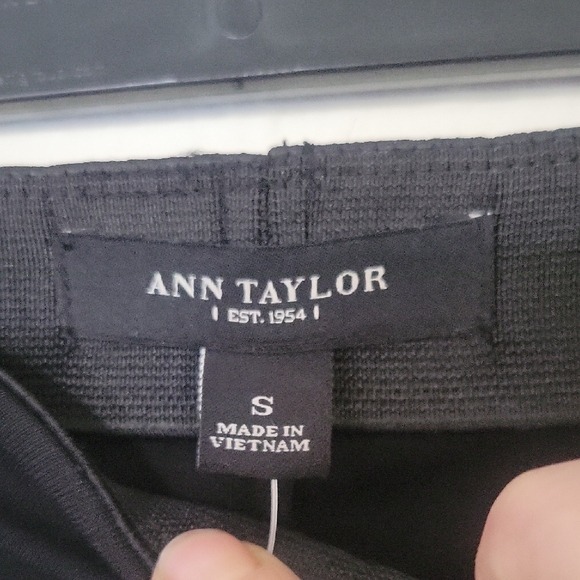 ANN TAYLOR
EST. 1954
S
MADE IN
VIETNAM